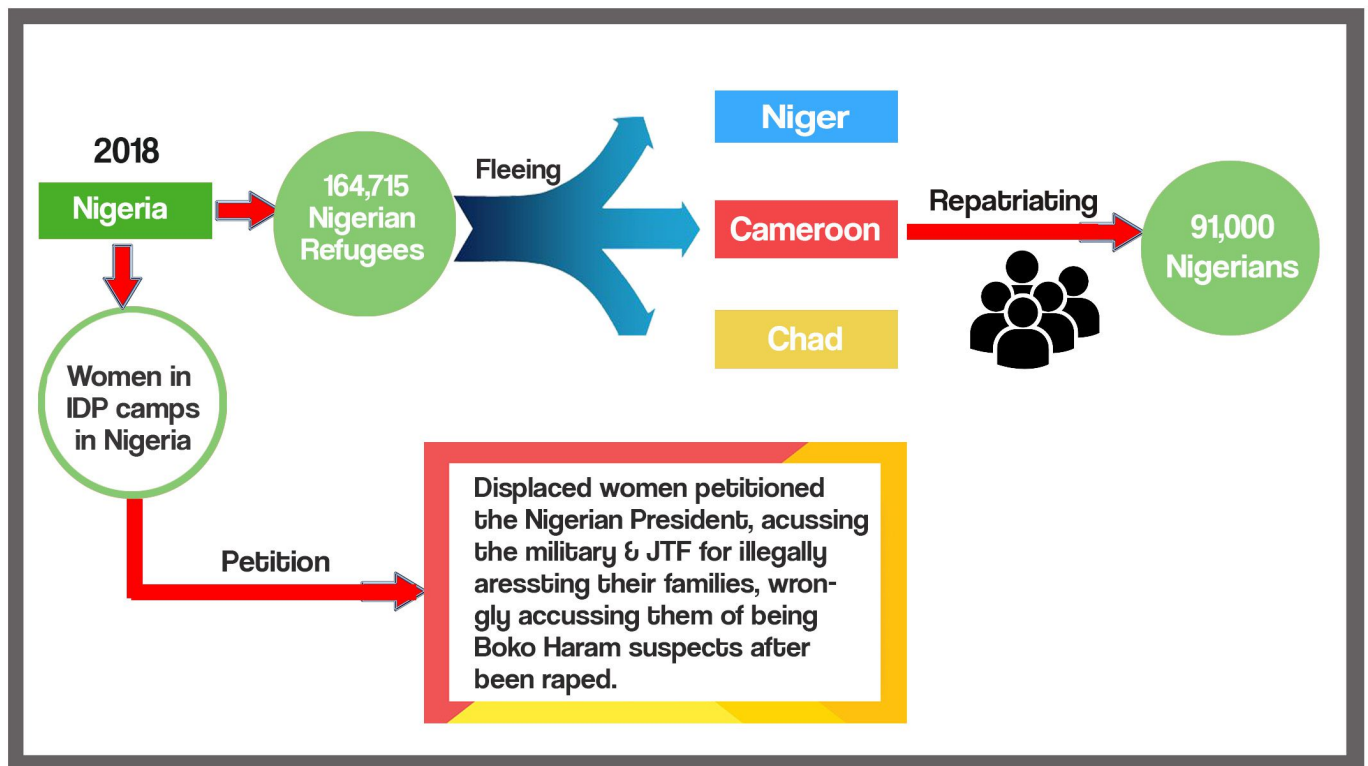 2018
Nigeria
164,715
Nigerian
Refugees
Fleeing
Niger
Cameroon
Chad
Repatriating
91,000
Nigerians
Women in
IDP camps
in Nigeria
Petition
Displaced women petitioned
the Nigerian President, acussing
the military & JTF for illegally
aressting their families, wron-
gly accussing them of being
Boko Haram suspects after
been raped.